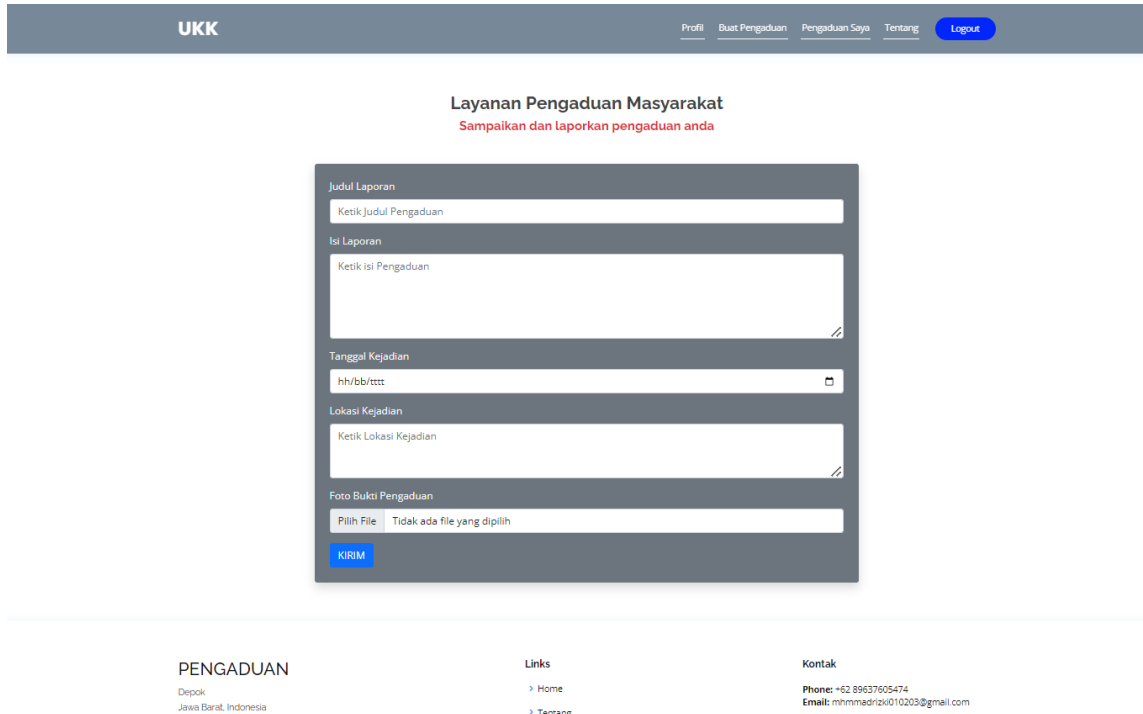 UKK
Profil Buat Pengaduan Pengaduan Saya Tentang Logout
Layanan Pengaduan Masyarakat
Sampaikan dan laporkan pengaduan anda
Judul Laporan
Ketik Judul Pengaduan
Isi Laporan
Ketik isi Pengaduan
Tanggal Kejadian
hh/bb/tttt
Lokasi Kejadian
Ketik Lokasi Kejadian
Foto Bukti Pengaduan
Pilih File Tidak ada file yang dipilih
KIRIM
PENGADUAN
Depok
Jawa Barat, Indonesia
Links
Home
Tentang
Kontak
Phone: +62 89637605474
Email: mhmmadrizki010203@gmail.com